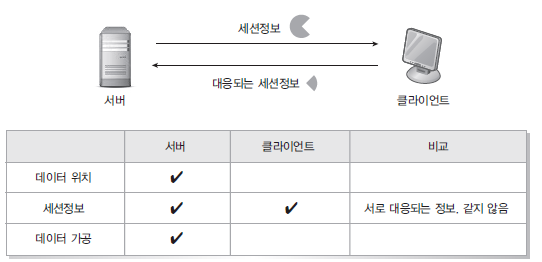 세션정보
대응되는 세션정보
서버
클라이언트
서버 클라이언트 비교
데이터 위치 ✔
세션정보 ✔ ✔ 서로 대응되는 정보. 같지 않음
데이터 가공 ✔